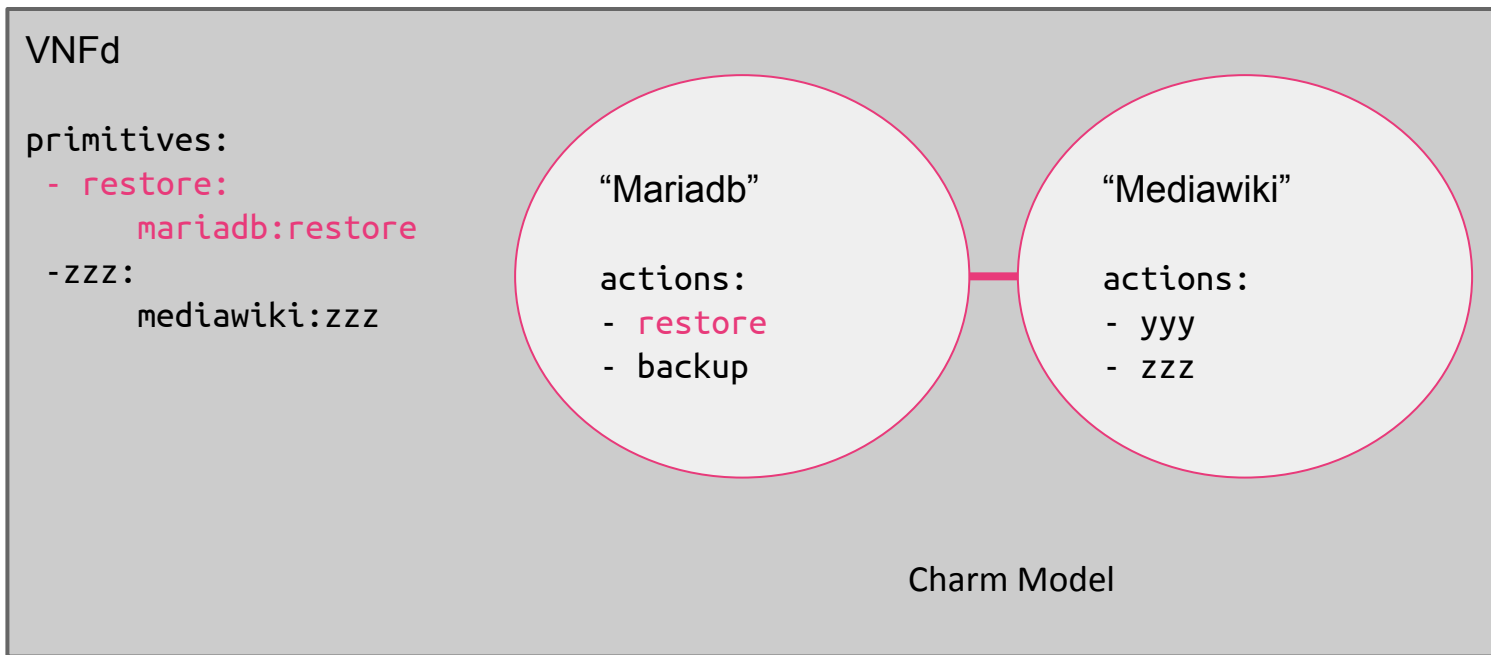 VNFd
primitives:
- restore:
mariadb:restore
-zzz:
mediawiki:zzz
“Mariadb”
actions:
- restore
- backup
“Mediawiki”
actions:
- yyy
- zzz
Charm Model